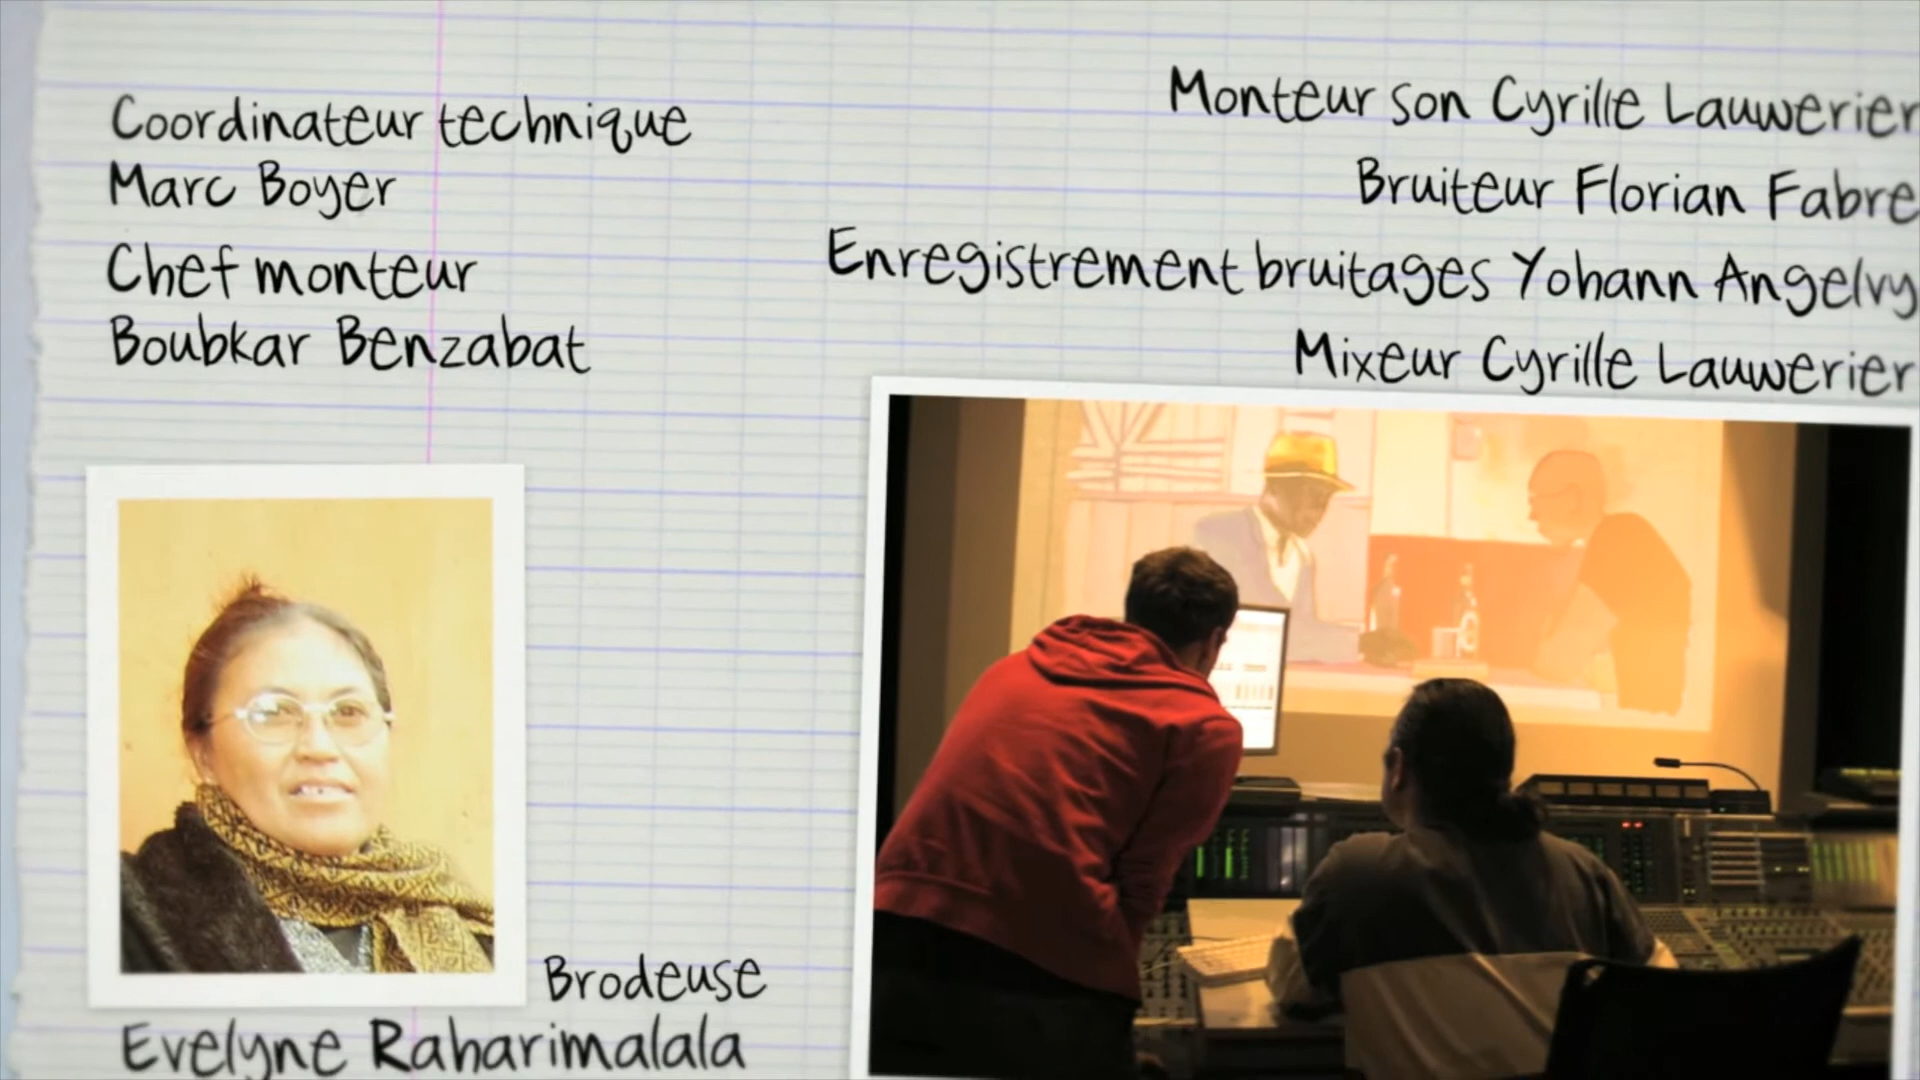 Coordinateur technique
Marc Boyer
Chef monteur
Boubkar Benzabat
Monteur son Cyrille Lauwerier
Bruiteur Florian Fabre
Enregistrement bruitages Yohann Angelvy
Mixeur Cyrille Lauwerier
Brodeuse
Evelyne Raharimalala